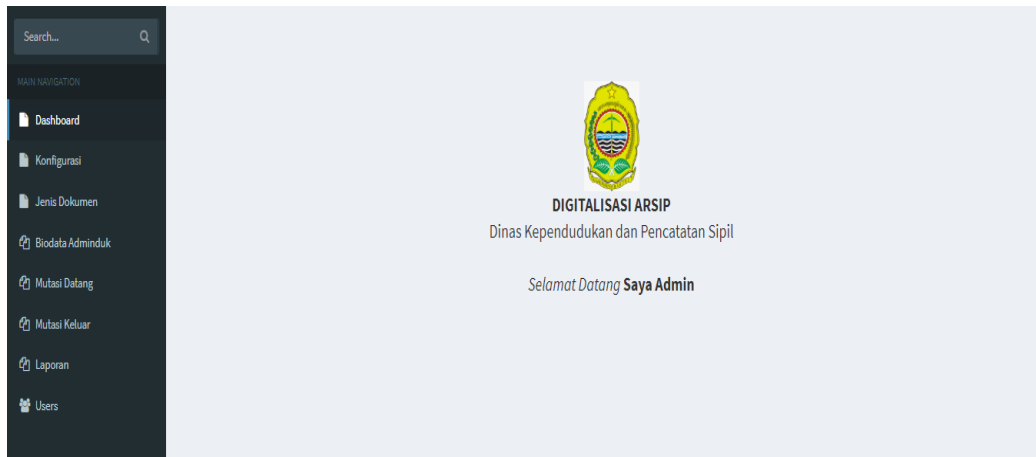 Search...
MAIN NAVIGATION
Dashboard
Konfigurasi
Jenis Dokumen
Biodata Adminduk
Mutasi Datang
Mutasi Keluar
Laporan
Users
DIGITALISASI ARSIP
Dinas Kependudukan dan Pencatatan Sipil
Selamat Datang Saya Admin